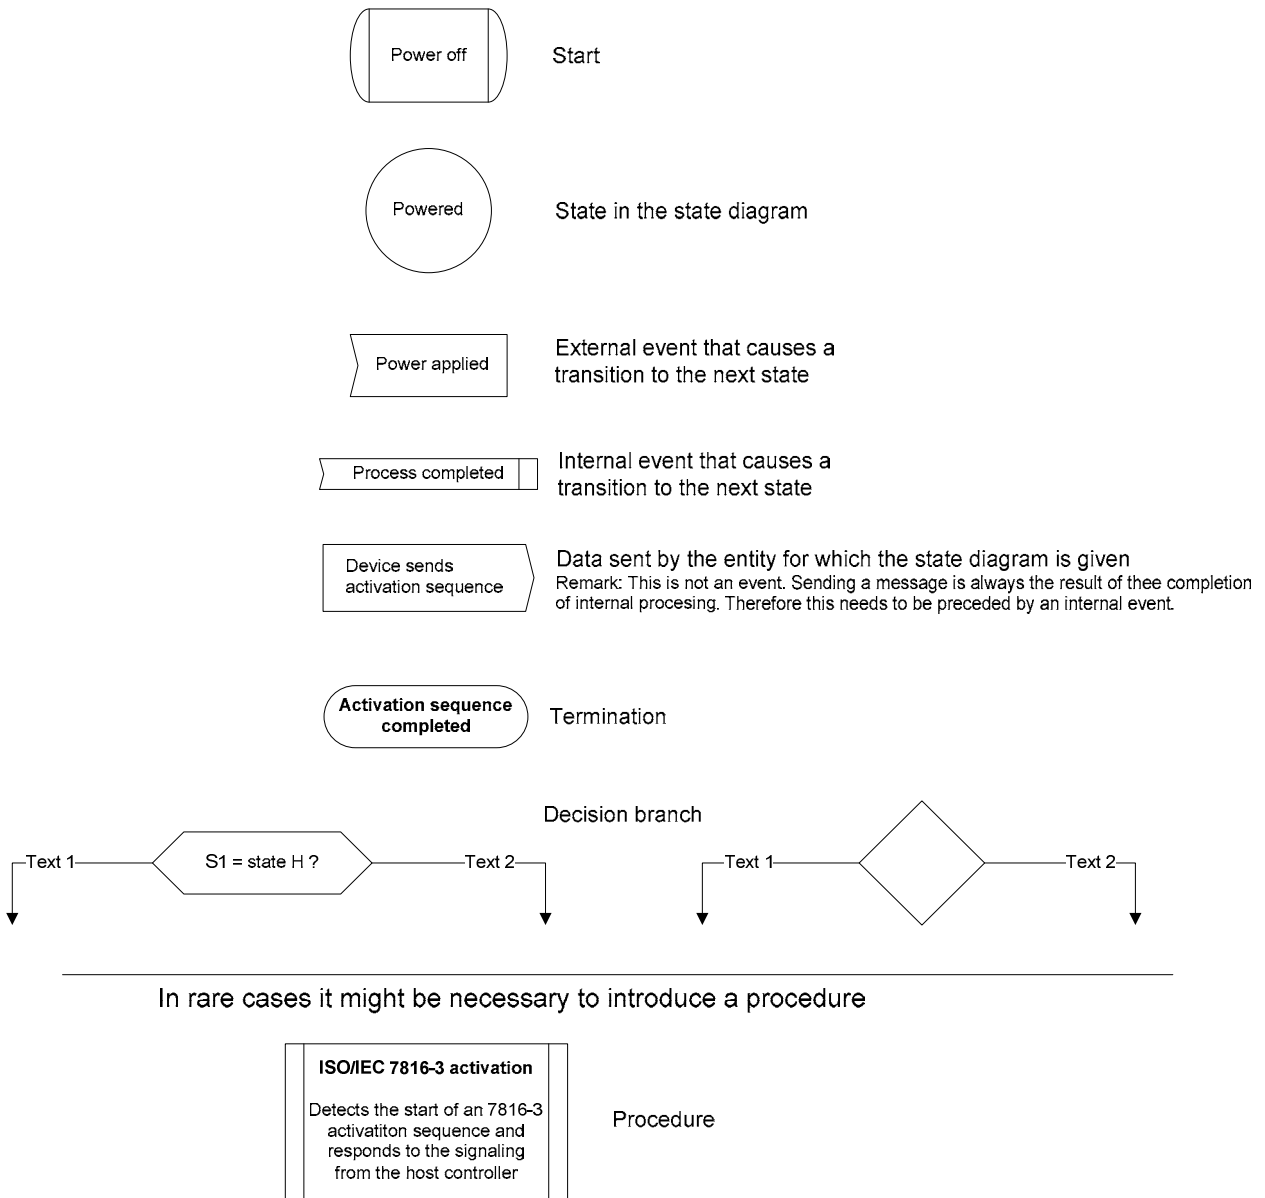 Power off
Start
Powered
State in the state diagram
Power applied
External event that causes a
transition to the next state
Process completed
Internal event that causes a
transition to the next state
Device sends
activation sequence
Data sent by the entity for which the state diagram is given
Remark: This is not an event. Sending a message is always the result of thee completion
of internal procesing. Therefore this needs to be preceded by an internal event.
Activation sequence
completed
Termination
Decision branch
Text 1
S1 = state H ?
Text 2
Text 1
Text 2
In rare cases it might be necessary to introduce a procedure
ISO/IEC 7816-3 activation
Detects the start of an 7816-3
activatiton sequence and
responds to the signaling
from the host controller
Procedure